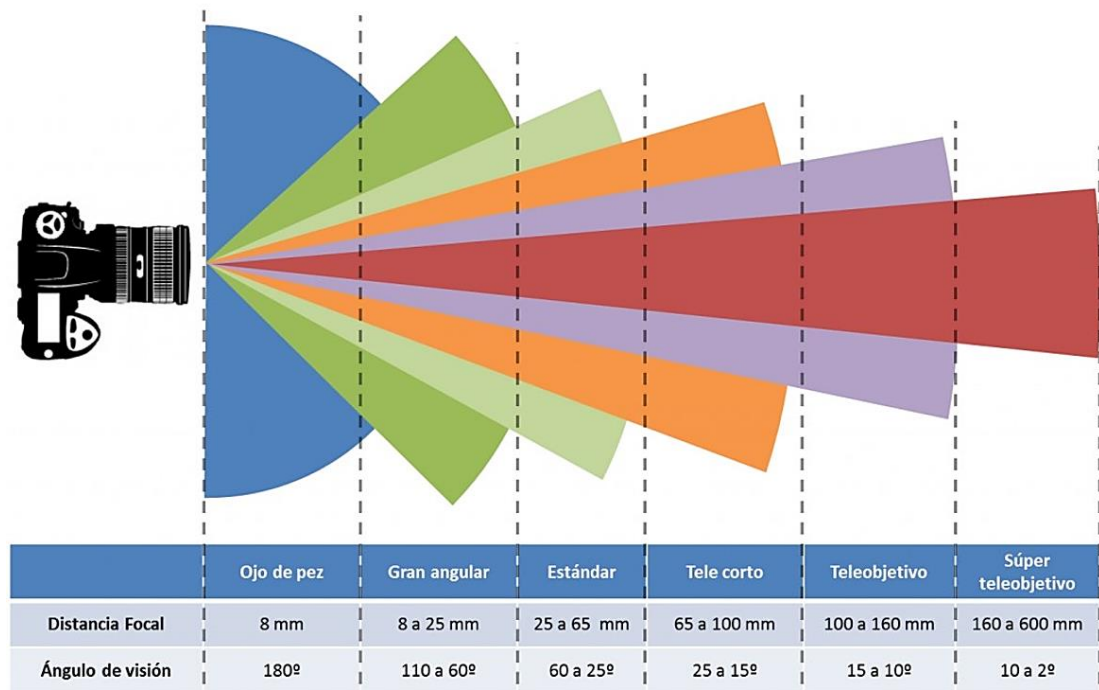 Ojo de pez Gran angular Estándar Tele corto Teleobjetivo Súper teleobjetivo
Distancia Focal 8 mm 8 a 25 mm 25 a 65 mm 65 a 100 mm 100 a 160 mm 160 a 600 mm
Ángulo de visión 180º 110 a 60º 60 a 25º 25 a 15º 15 a 10º 10 a 2º